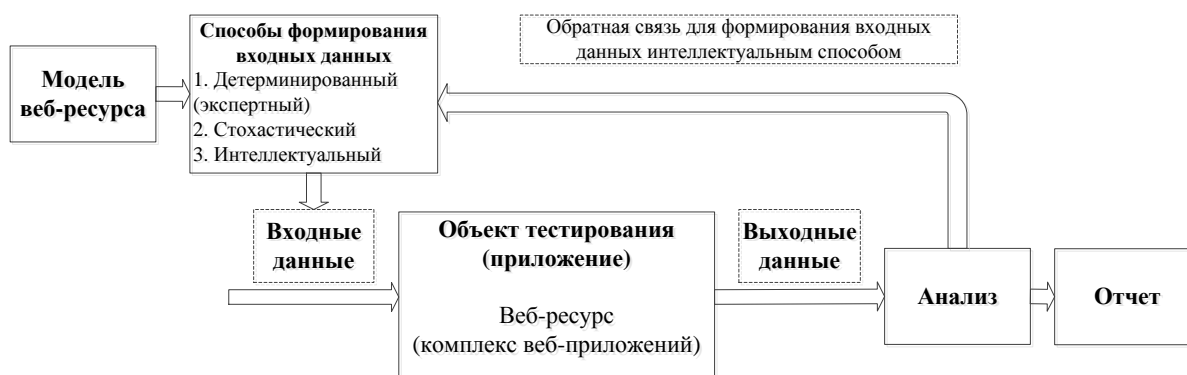 Модель
веб-ресурса
Способы формирования
входных данных
1. Детерминированный
(экспертный)
2. Стохастический
3. Интеллектуальный
Обратная связь для формирования входных
данных интеллектуальным способом
Входные
данные
Объект тестирования
(приложение)
Веб-ресурс
(комплекс веб-приложений)
Выходные
данные
Анализ
Отчет